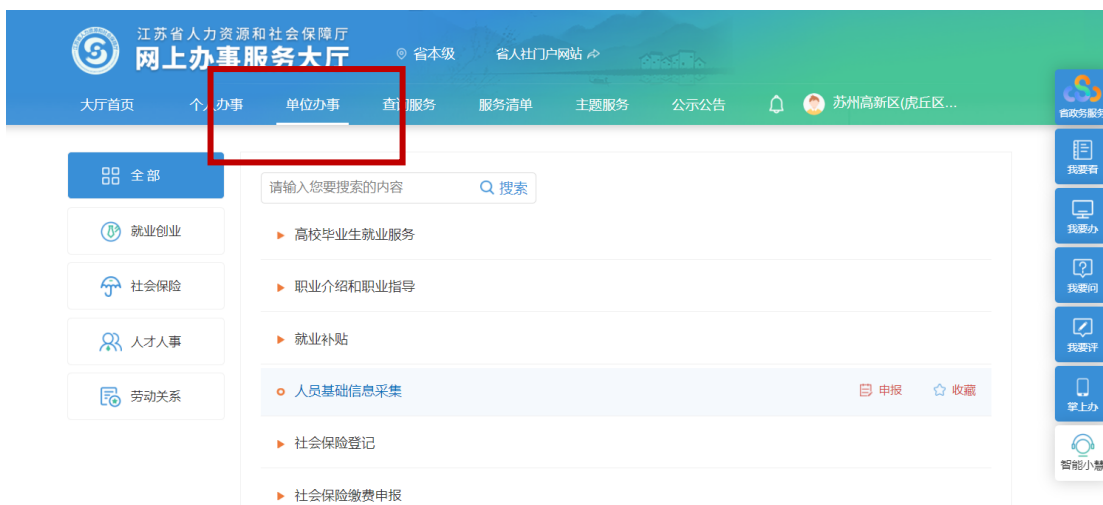 江苏省人力资源和社会保障厅
网上办事服务大厅
省本级 省人社门户网站
大厅首页 个人办事 单位办事 查询服务 服务清单 主题服务 公示公告 苏州高新区(虎丘区...
省政务服务
全部
请输入您要搜索的内容 搜索
我要看
就业创业
高校毕业生就业服务
我要办
社会保险
职业介绍和职业指导
我要问
人才人事
就业补贴
我要评
劳动关系
人员基础信息采集 申报 收藏
掌上办
社会保险登记
智能小慧
社会保险缴费申报